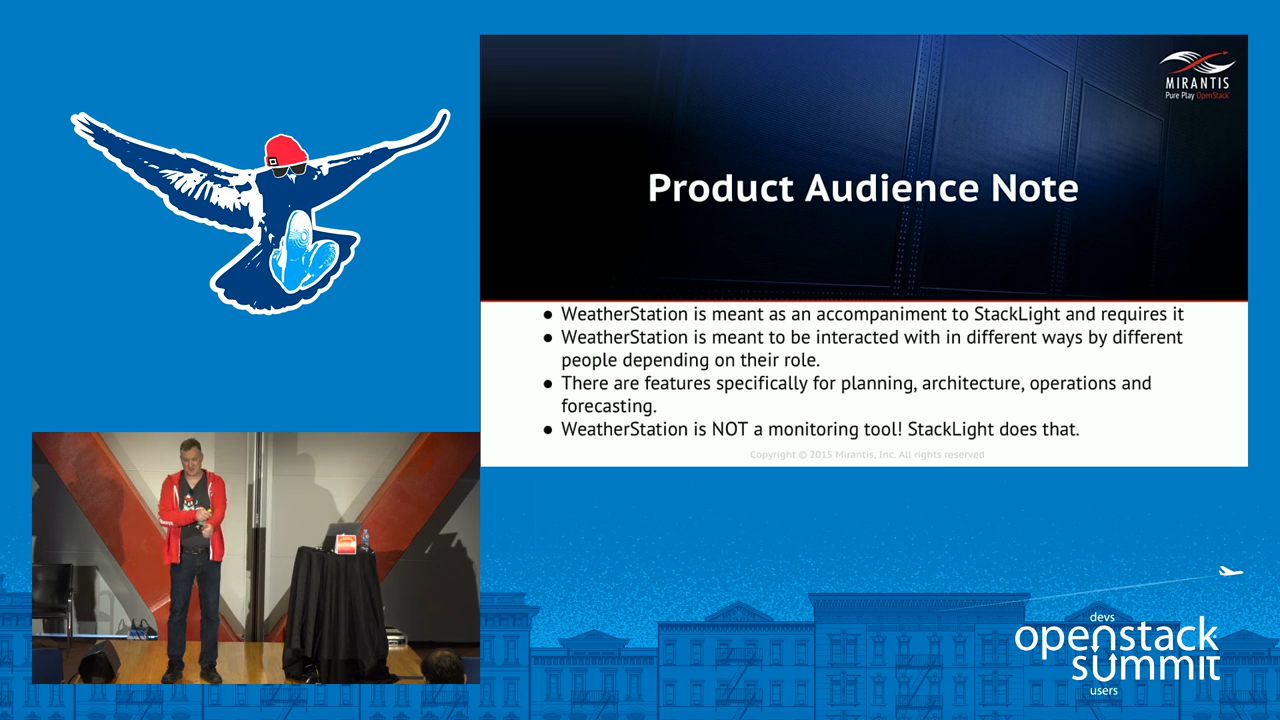 MIRANTIS
Pure Play OpenStack
Product Audience Note
● WeatherStation is meant as an accompaniment to StackLight and requires it
● WeatherStation is meant to be interacted with in different ways by different
people depending on their role.
● There are features specifically for planning, architecture, operations and
forecasting.
● WeatherStation is NOT a monitoring tool! StackLight does that.
Copyright © 2015 Mirantis, Inc. All rights reserved
devs
openstack
summit
users